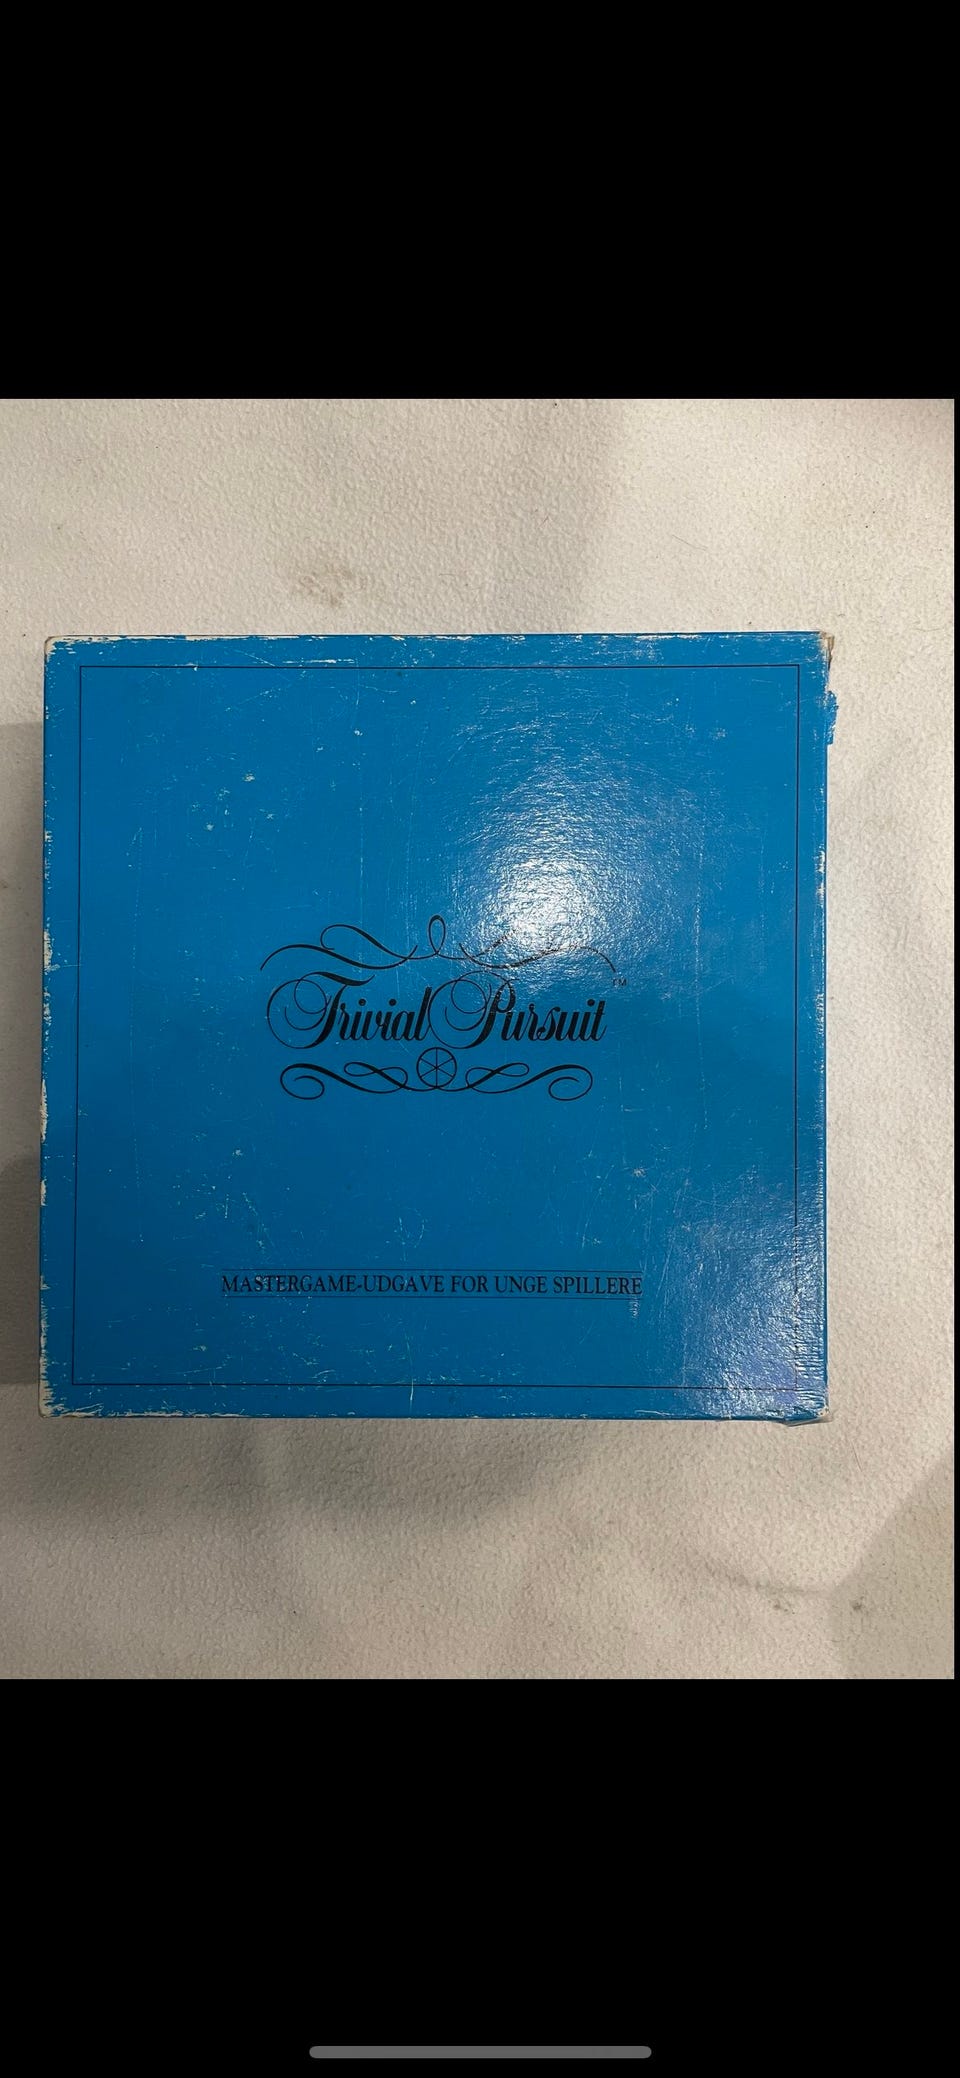 Trivial Pursuit™
MASTERGAME-UDGAVE FOR UNGE SPILLERE